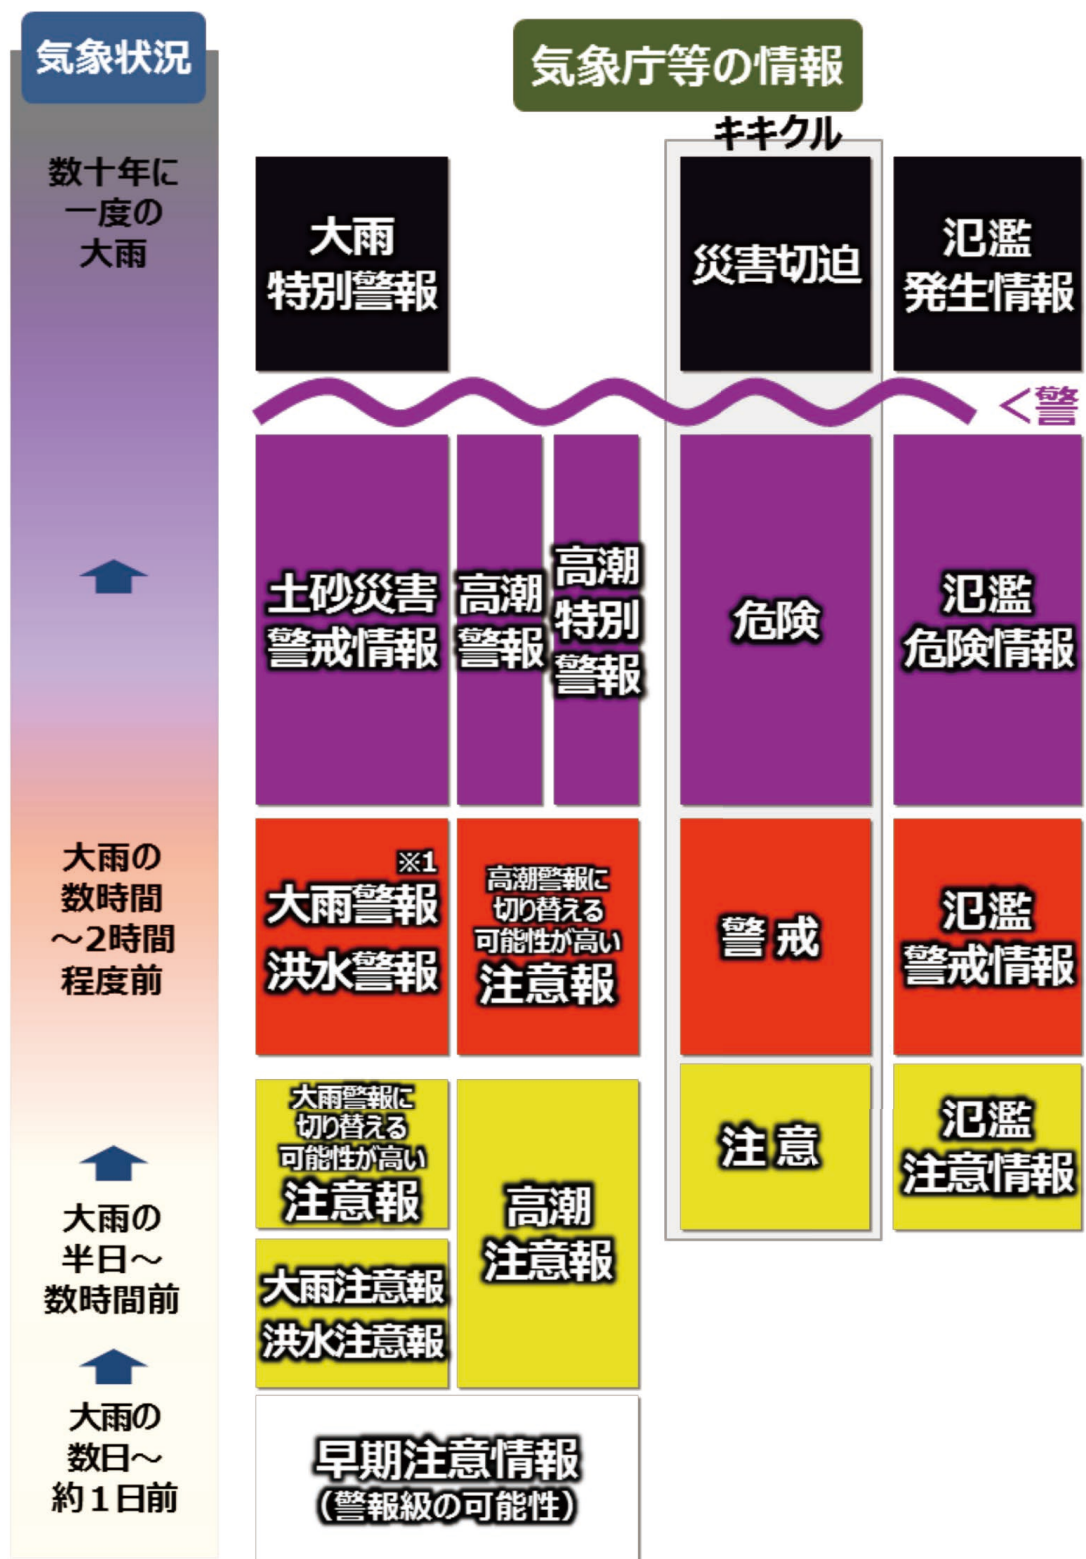 気象状況
気象庁等の情報
キキクル
数十年に
一度の
大雨
大雨
特別警報
災害切迫
氾濫
発生情報
<警
土砂災害
警戒情報
高潮
警報
高潮
特別
警報
危険
氾濫
危険情報
大雨の
数時間
～2時間
程度前
※1
大雨警報
洪水警報
高潮警報に
切り替える
可能性が高い
注意報
警戒
氾濫
警戒情報
大雨警報に
切り替える
可能性が高い
注意報
高潮
注意報
注意
氾濫
注意情報
大雨の
半日～
数時間前
大雨注意報
洪水注意報
大雨の
数日～
約1日前
早期注意情報
（警報級の可能性）